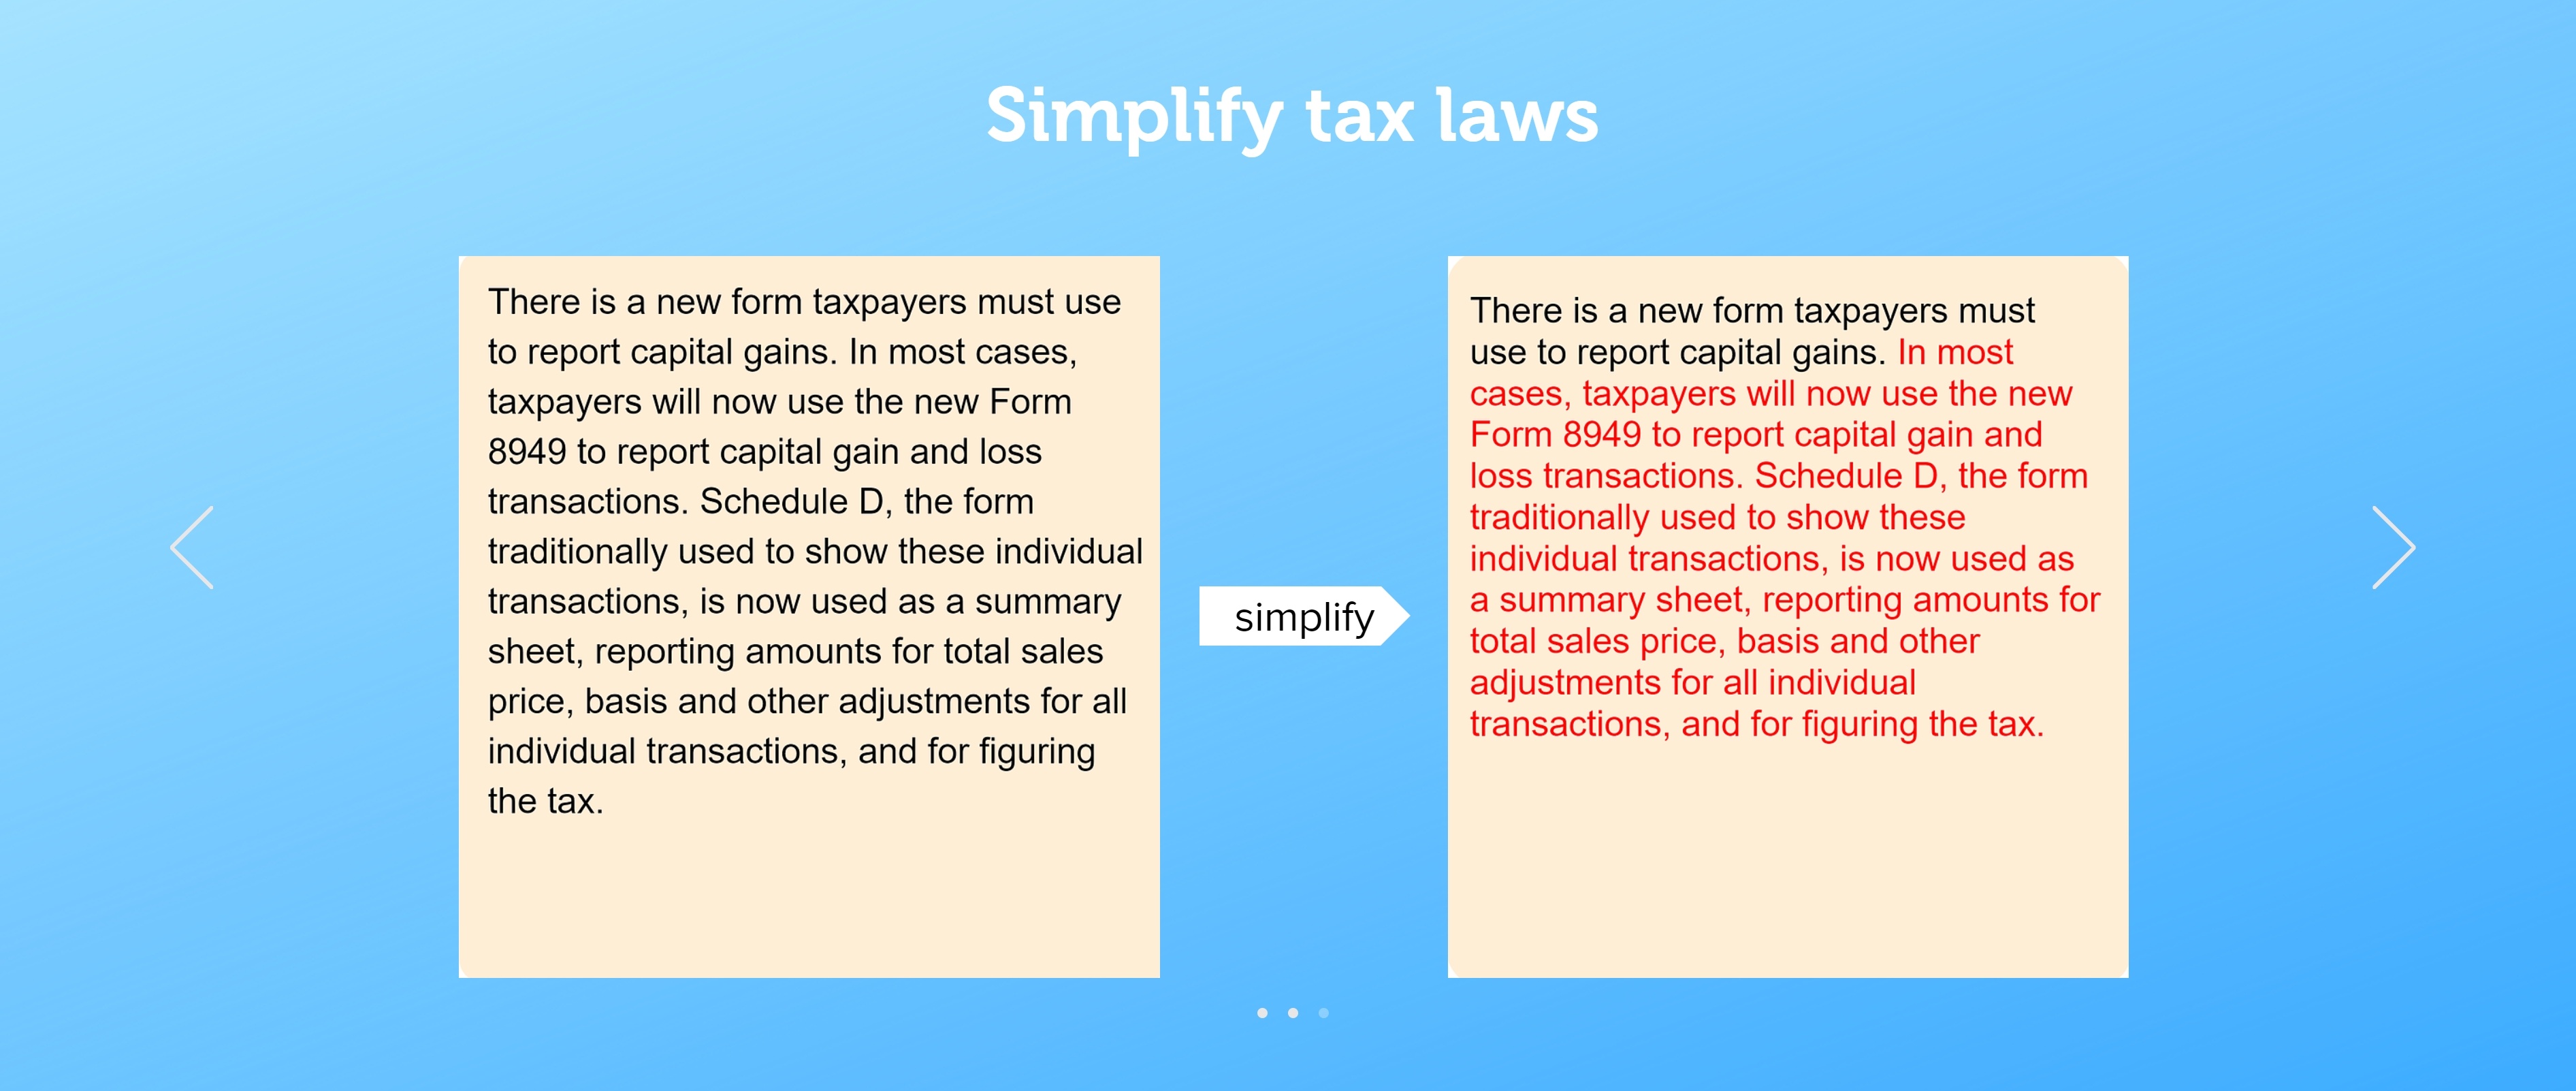 Simplify tax laws
There is a new form taxpayers must use
to report capital gains. In most cases,
taxpayers will now use the new Form
8949 to report capital gain and loss
transactions. Schedule D, the form
traditionally used to show these individual
transactions, is now used as a summary
sheet, reporting amounts for total sales
price, basis and other adjustments for all
individual transactions, and for figuring
the tax.
simplify
There is a new form taxpayers must
use to report capital gains. In most
cases, taxpayers will now use the new
Form 8949 to report capital gain and
loss transactions. Schedule D, the form
traditionally used to show these
individual transactions, is now used as
a summary sheet, reporting amounts for
total sales price, basis and other
adjustments for all individual
transactions, and for figuring the tax.